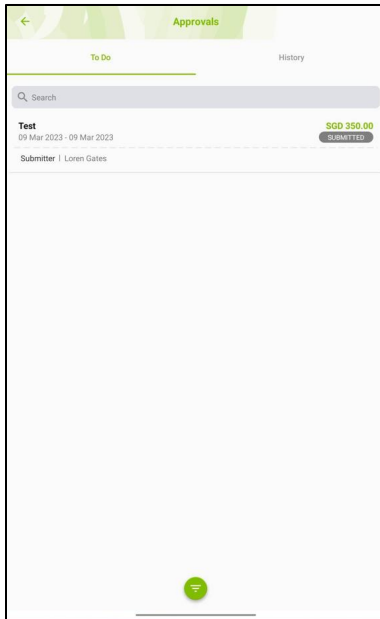 Approvals
To Do
History
Search
Test
SGD 350.00
09 Mar 2023 - 09 Mar 2023
SUBMITTED
Submitter | Loren Gates